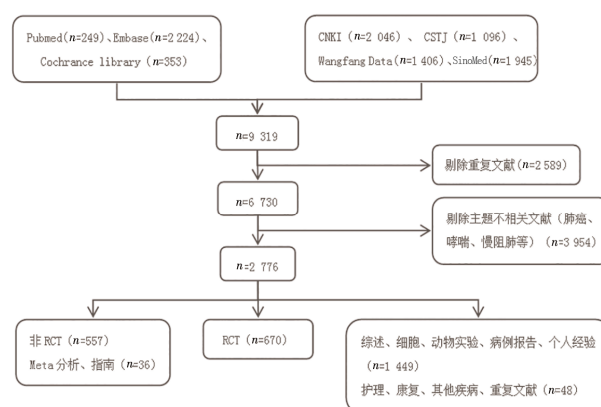 Pubmed(n=249)、Embase(n=2 224)、
Cochrance library (n=353)
CNKI (n=2 046) 、 CSTJ (n=1 096) 、
Wangfang Data(n=1 406)、SinoMed(n=1 945)
n=9 319
剔除重复文献(n=2 589)
n=6 730
剔除主题不相关文献（肺癌、
哮喘、慢阻肺等）（n=3 954)
n=2 776
非 RCT (n=557)
Meta 分析、指南 (n=36)
RCT (n=670)
综述、细胞、动物实验、病例报告、个人经验
(n=1 449)
护理、康复、其他疾病、重复文献(n=48)